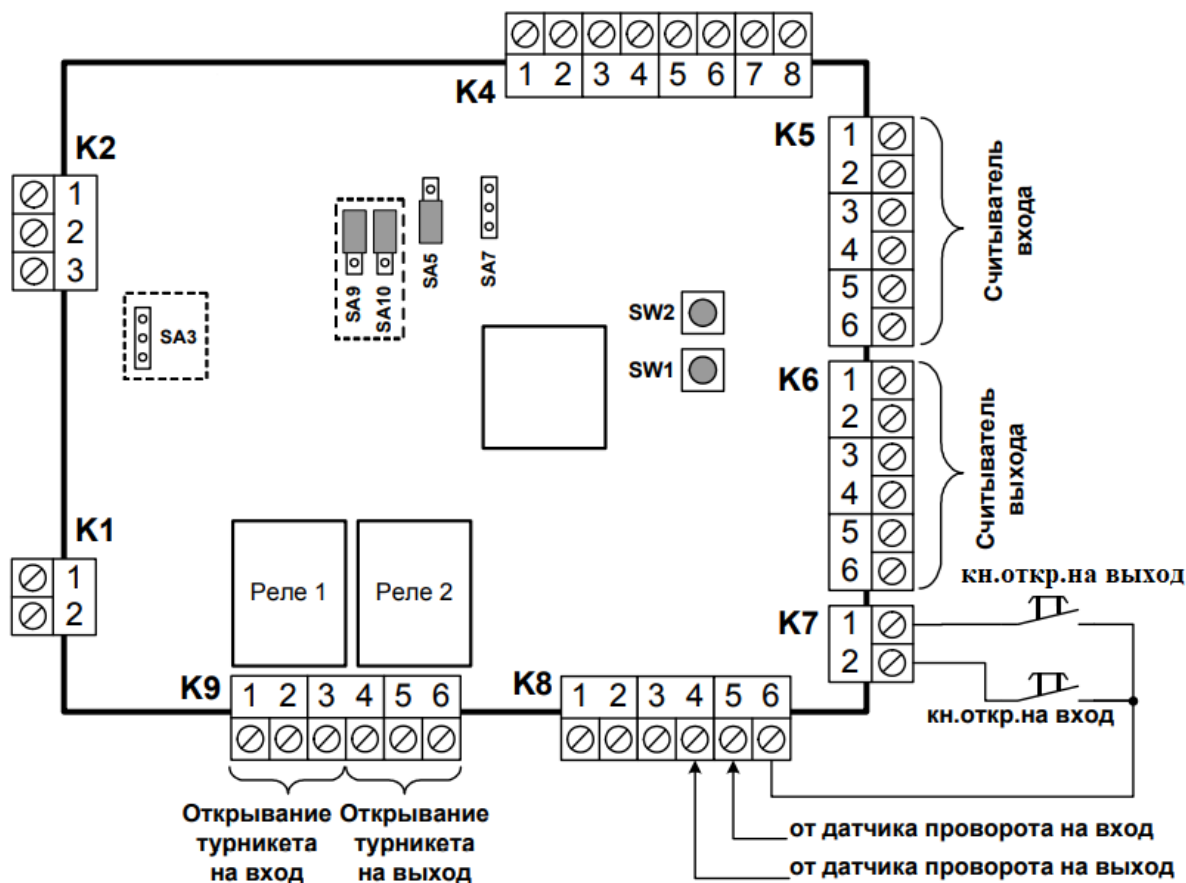 K4
1 2 3 4 5 6 7 8
K2
1
2
3
K5
1
2
3
4
5
6
Считыватель
входа
SA9
SA10
SA5
SA7
SA3
SW2
SW1
K6
1
2
3
4
5
6
Считыватель
выхода
K1
1
2
Реле 1
Реле 2
кн.откр.на выход
K7
1
2
кн.откр.на вход
K9
1 2 3 4 5 6
K8
1 2 3 4 5 6
Открывание
турникета
на вход
Открывание
турникета
на выход
от датчика проворота на вход
от датчика проворота на выход